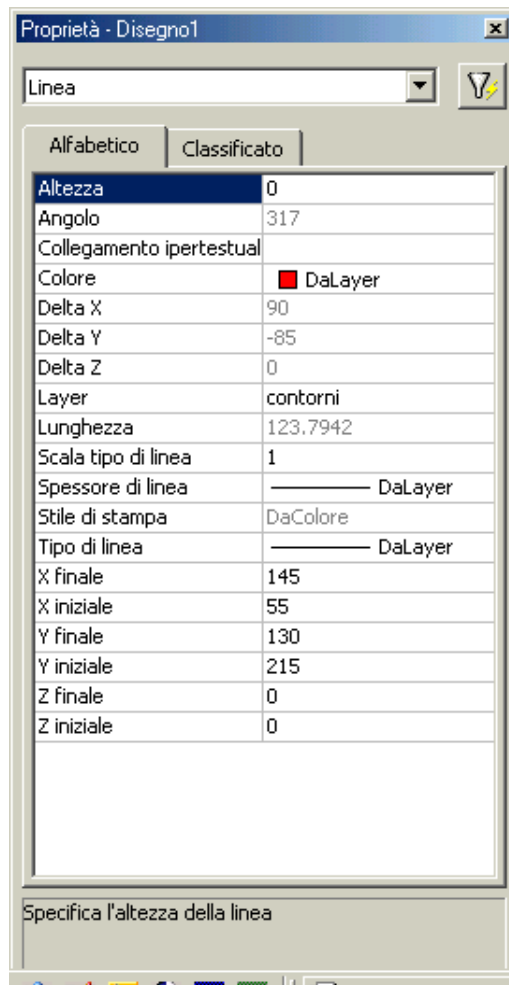 Proprietà - Disegno1
Linea
Alfabetico Classificato
Altezza 0
Angolo 317
Collegamento ipertestual
Colore DaLayer
Delta X 90
Delta Y -85
Delta Z 0
Layer contorni
Lunghezza 123.7942
Scala tipo di linea 1
Spessore di linea DaLayer
Stile di stampa DaColore
Tipo di linea DaLayer
X finale 145
X iniziale 55
Y finale 130
Y iniziale 215
Z finale 0
Z iniziale 0
Specifica l'altezza della linea